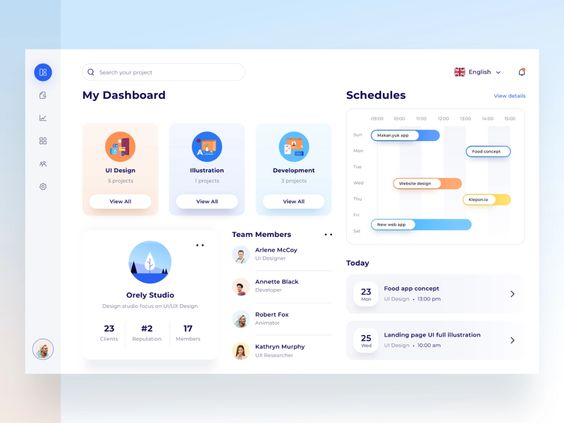 Search your project
English
My Dashboard
UI Design
5 projects
View All
Illustration
1 projects
View All
Development
3 projects
View All
Orely Studio
Design studio focus on UI/UX Design
23
Clients
#2
Reputation
17
Members
Team Members
Arlene McCoy
UI Designer
Annette Black
Developer
Robert Fox
Animator
Kathryn Murphy
UX Researcher
Schedules
View details
09:00 10:00 11:00 12:00 13:00 14:00 15:00
Sun
Makan.yuk app
Mon
Food concept
Tue
Wed
Website design
Thu
Klepon.io
Fri
New web app
Sat
Today
23
Mon
Food app concept
UI Design • 13:00 pm
25
Wed
Landing page UI full illustration
UI Design • 10:00 am